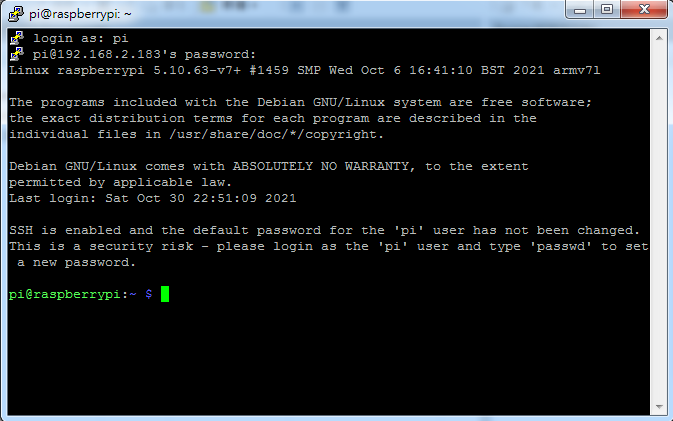 pi@raspberrypi: ~
login as: pi
pi@192.168.2.183's password:
Linux raspberrypi 5.10.63-v7+ #1459 SMP Wed Oct 6 16:41:10 BST 2021 armv7l
The programs included with the Debian GNU/Linux system are free software;
the exact distribution terms for each program are described in the
individual files in /usr/share/doc/*/copyright.
Debian GNU/Linux comes with ABSOLUTELY NO WARRANTY, to the extent
permitted by applicable law.
Last login: Sat Oct 30 22:51:09 2021
SSH is enabled and the default password for the 'pi' user has not been changed.
This is a security risk - please login as the 'pi' user and type 'passwd' to set
a new password.
pi@raspberrypi:~ $